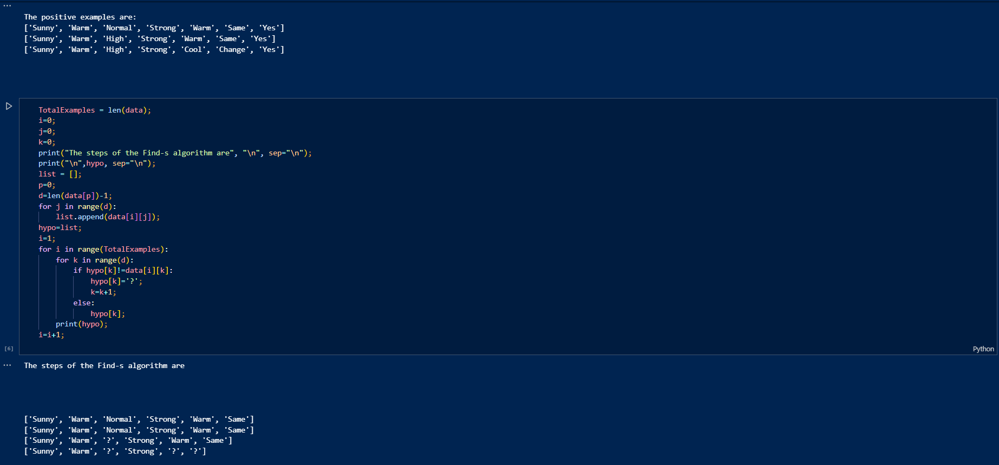 The positive examples are:
['Sunny', 'Warm', 'Normal', 'Strong', 'Warm', 'Same', 'Yes']
['Sunny', 'Warm', 'High', 'Strong', 'Warm', 'Same', 'Yes']
['Sunny', 'Warm', 'High', 'Strong', 'Cool', 'Change', 'Yes']
TotalExamples = len(data);
i=0;
j=0;
k=0;
print("The steps of the Find-s algorithm are", "\n", sep="\n");
print("\n",hypo, sep="\n");
list = [];
p=0;
d=len(data[p])-1;
for j in range(d):
    list.append(data[i][j]);
hypo=list;
i=1;
for i in range(TotalExamples):
    for k in range(d):
        if hypo[k]!=data[i][k]:
            hypo[k]='?';
            k=k+1;
        else:
            hypo[k];
    print(hypo);
i=i+1;
[6]
Python
The steps of the Find-s algorithm are
['Sunny', 'Warm', 'Normal', 'Strong', 'Warm', 'Same']
['Sunny', 'Warm', 'Normal', 'Strong', 'Warm', 'Same']
['Sunny', 'Warm', '?', 'Strong', 'Warm', 'Same']
['Sunny', 'Warm', '?', 'Strong', '?', '?']